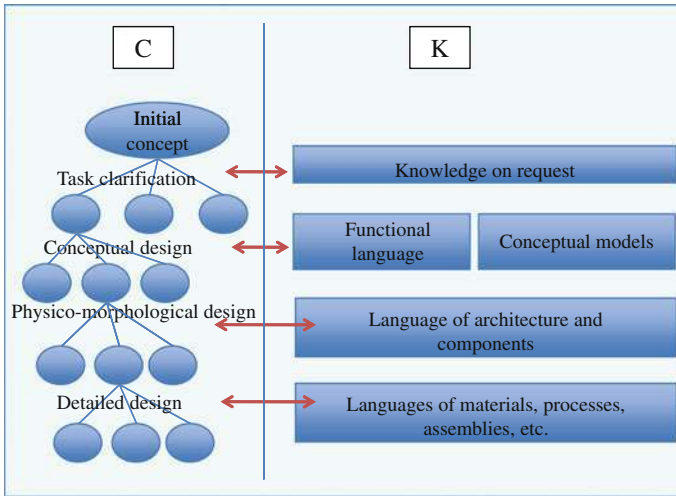 C
K
Initial
concept
Task clarification
Knowledge on request
Conceptual design
Functional
language
Conceptual models
Physico-morphological design
Language of architecture and
components
Detailed design
Languages of materials, processes,
assemblies, etc.